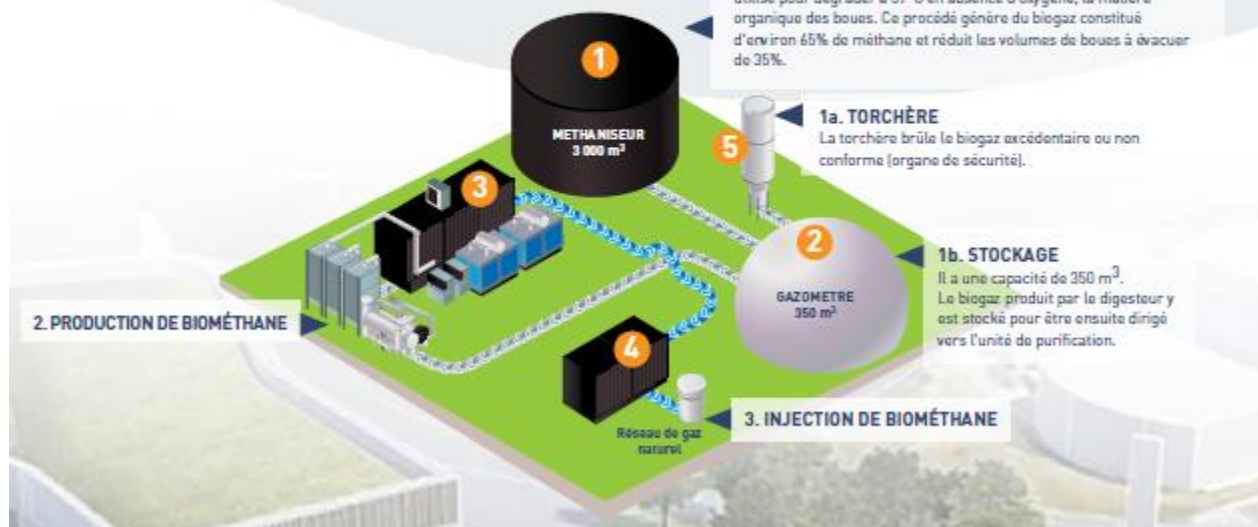 organique des boues. Ce procédé génère du biogaz constitué
d'environ 65% de méthane et réduit les volumes de boues à évacuer
de 35%.
1
METHANISEUR
3 000 m³
1a. TORCHÈRE
La torchère brûle le biogaz excédentaire ou non
conforme (organe de sécurité).
5
3
2
1b. STOCKAGE
Il a une capacité de 350 m³.
Le biogaz produit par le digesteur y
est stocké pour être ensuite dirigé
vers l'unité de purification.
GAZOMETRE
350 m³
2. PRODUCTION DE BIOMÉTHANE
4
3. INJECTION DE BIOMÉTHANE
Réseau de gaz
naturel